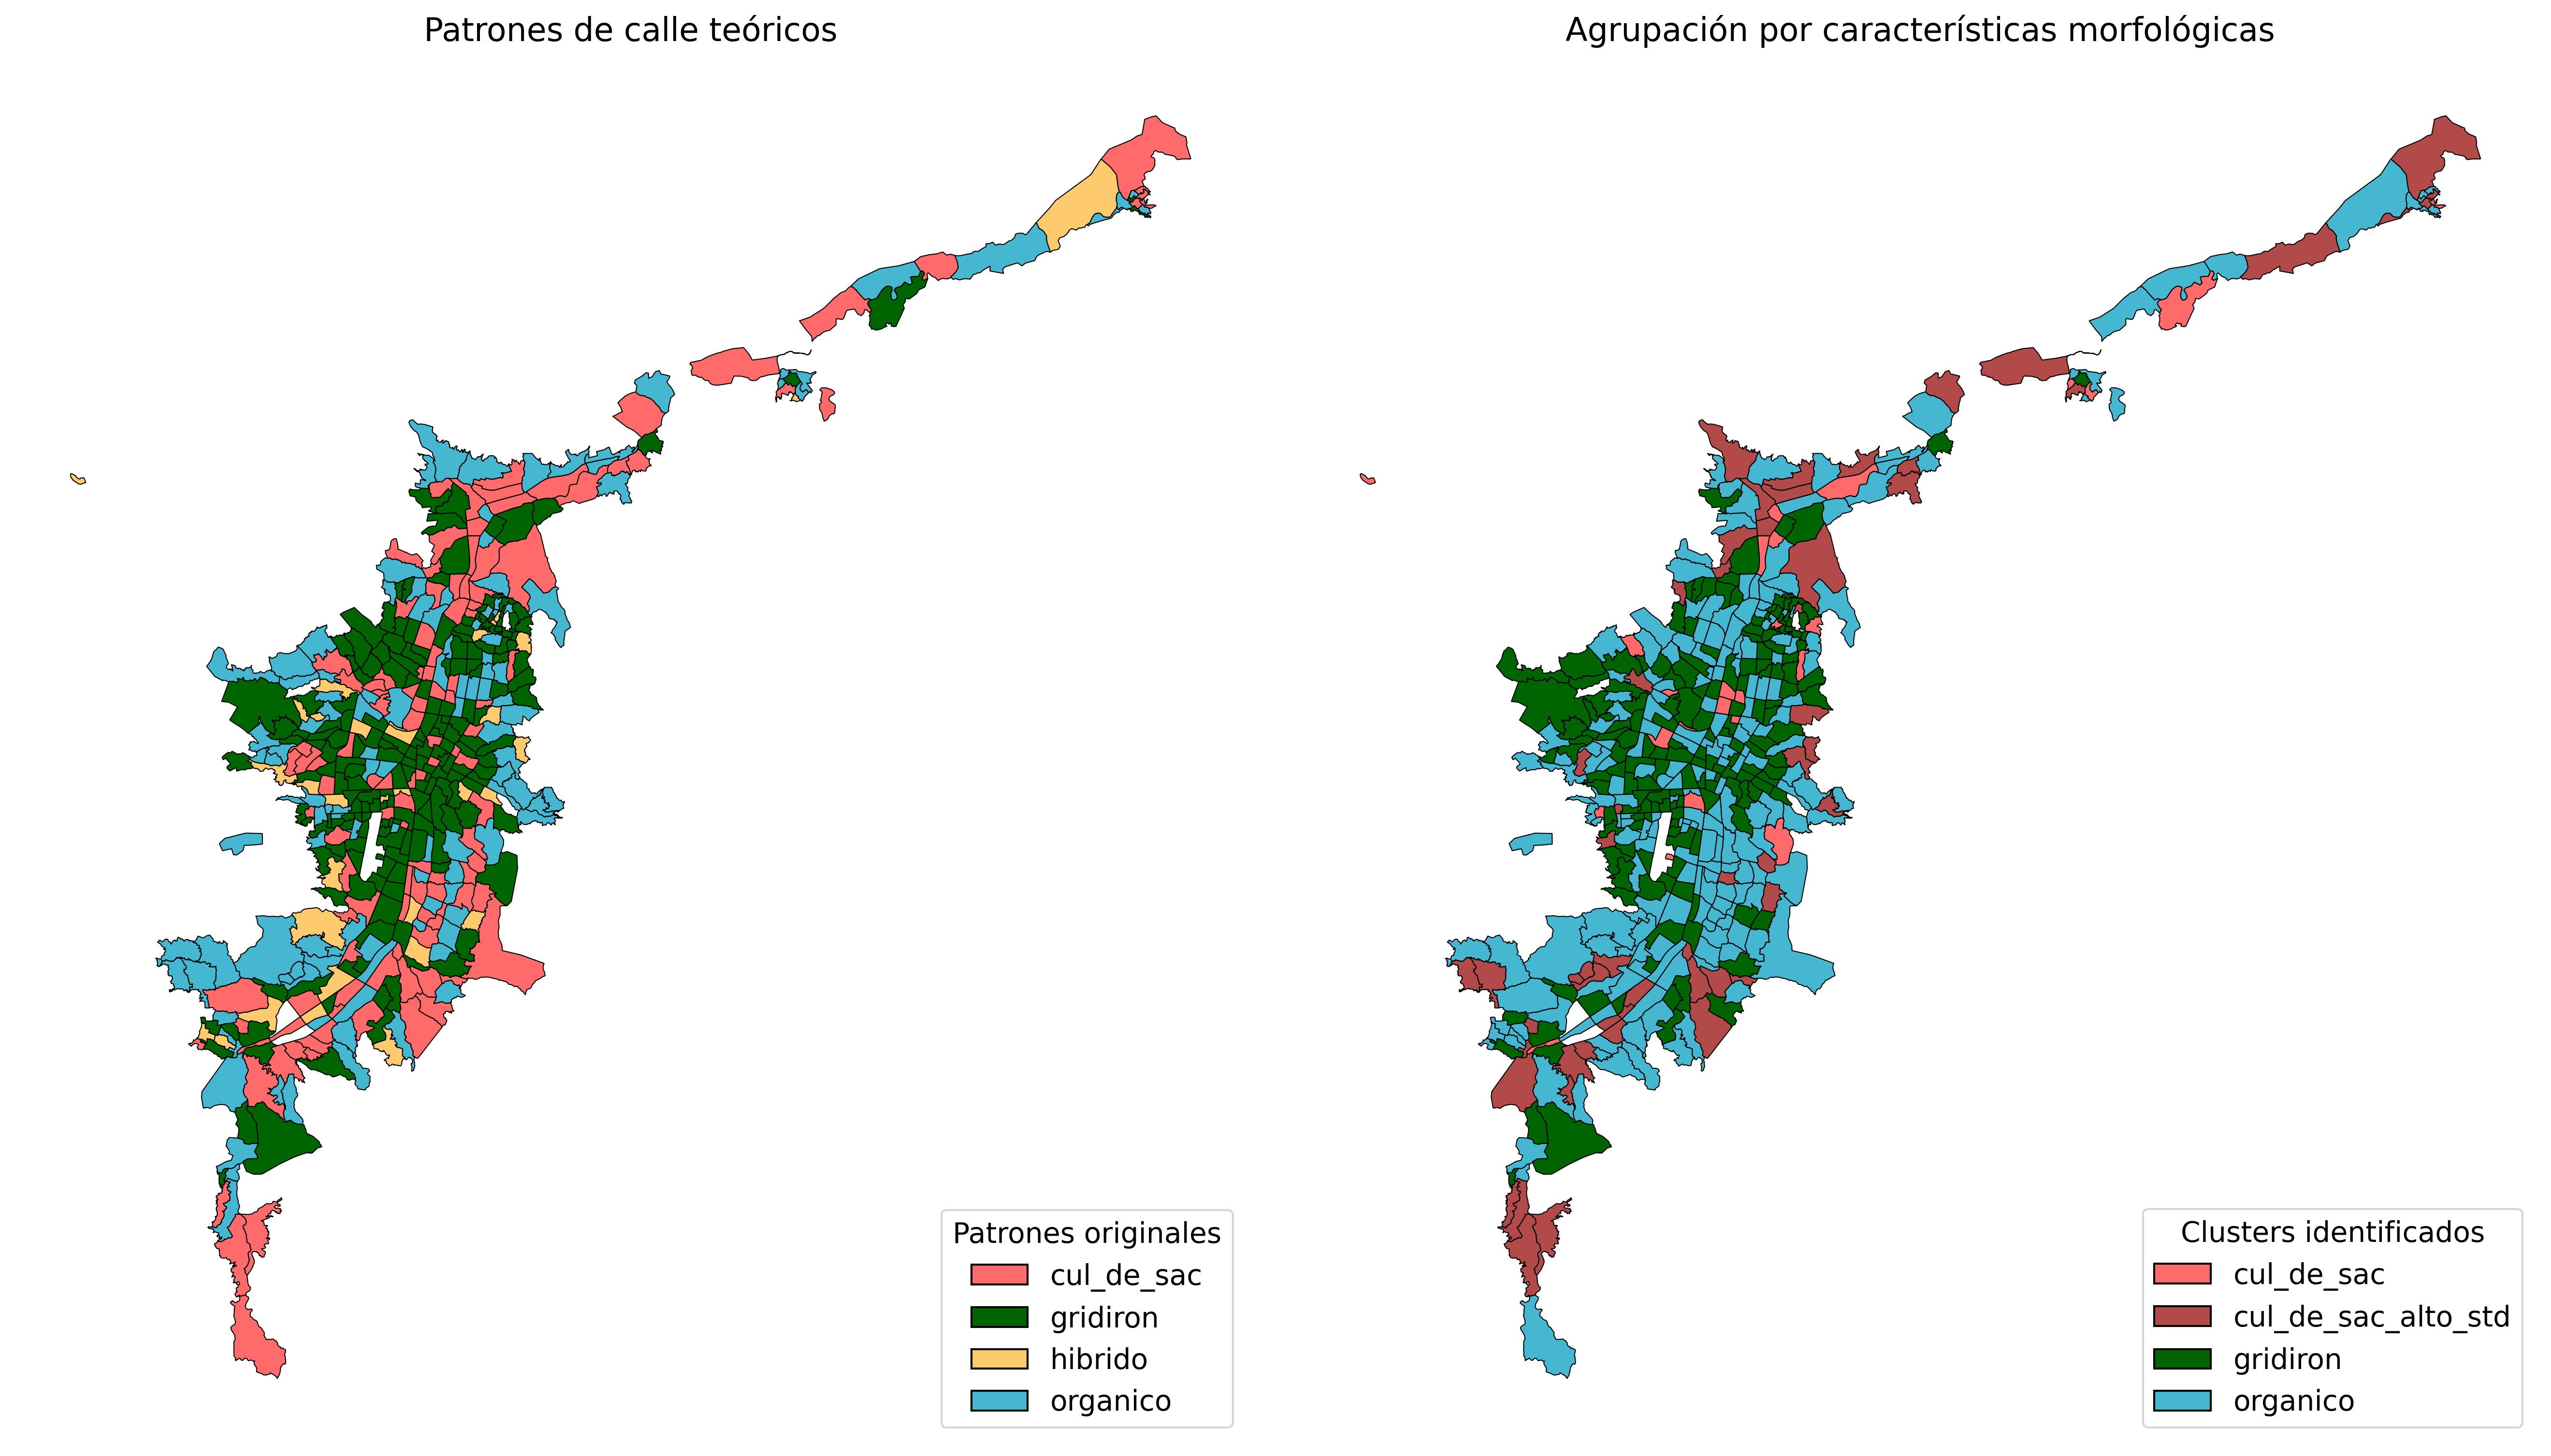 Patrones de calle teóricos
Agrupación por características morfológicas
Patrones originales
cul_de_sac
gridiron
hibrido
organico
Clusters identificados
cul_de_sac
cul_de_sac_alto_std
gridiron
organico